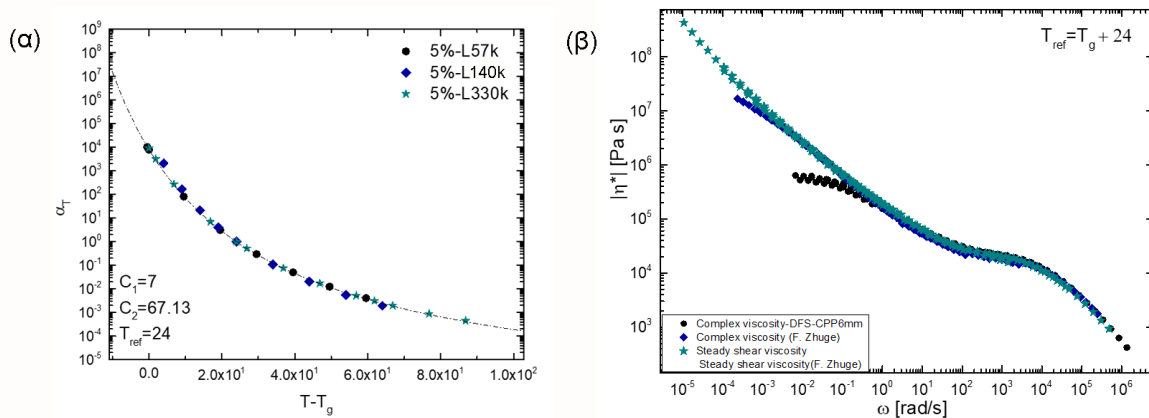 (α)
10⁹
10⁸
10⁷
10⁶
10⁵
10⁴
10³
10²
10¹
10⁰
10⁻¹
10⁻²
10⁻³
10⁻⁴
10⁻⁵
α_T
5%-L57k
5%-L140k
5%-L330k
C₁=7
C₂=67.13
T_ref=24
0.0 2.0x10¹ 4.0x10¹ 6.0x10¹ 8.0x10¹ 1.0x10²
T-T_g
(β)
T_ref=T_g + 24
10⁸
10⁷
10⁶
10⁵
10⁴
10³
|η*| [Pa s]
Complex viscosity-DFS-CPP6mm
Complex viscosity (F. Zhuge)
Steady shear viscosity
Steady shear viscosity(F. Zhuge)
10⁻⁵ 10⁻⁴ 10⁻³ 10⁻² 10⁻¹ 10⁰ 10¹ 10² 10³ 10⁴ 10⁵ 10⁶
ω [rad/s]